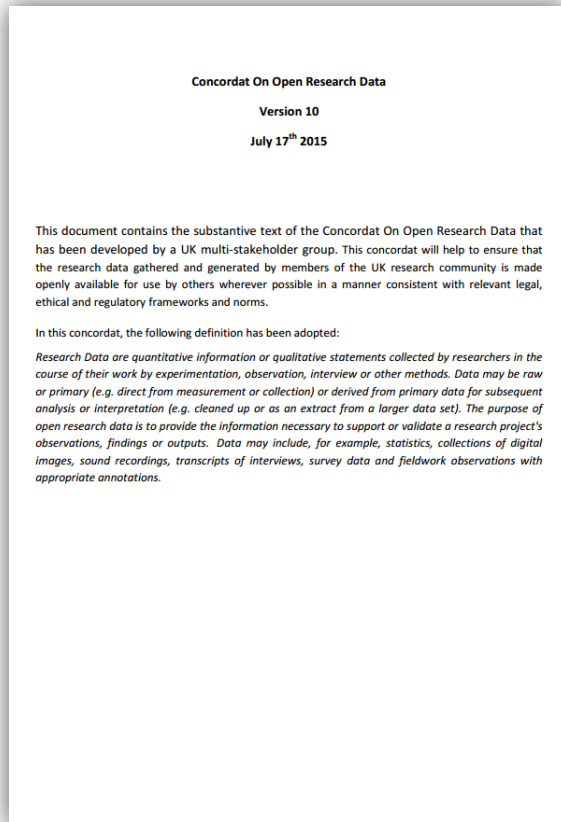 Concordat On Open Research Data
Version 10
July 17th 2015
This document contains the substantive text of the Concordat On Open Research Data that
has been developed by a UK multi-stakeholder group. This concordat will help to ensure that
the research data gathered and generated by members of the UK research community is made
openly available for use by others wherever possible in a manner consistent with relevant legal,
ethical and regulatory frameworks and norms.
In this concordat, the following definition has been adopted:
Research Data are quantitative information or qualitative statements collected by researchers in the
course of their work by experimentation, observation, interview or other methods. Data may be raw
or primary (e.g. direct from measurement or collection) or derived from primary data for subsequent
analysis or interpretation (e.g. cleaned up or as an extract from a larger data set). The purpose of
open research data is to provide the information necessary to support or validate a research project's
observations, findings or outputs. Data may include, for example, statistics, collections of digital
images, sound recordings, transcripts of interviews, survey data and fieldwork observations with
appropriate annotations.